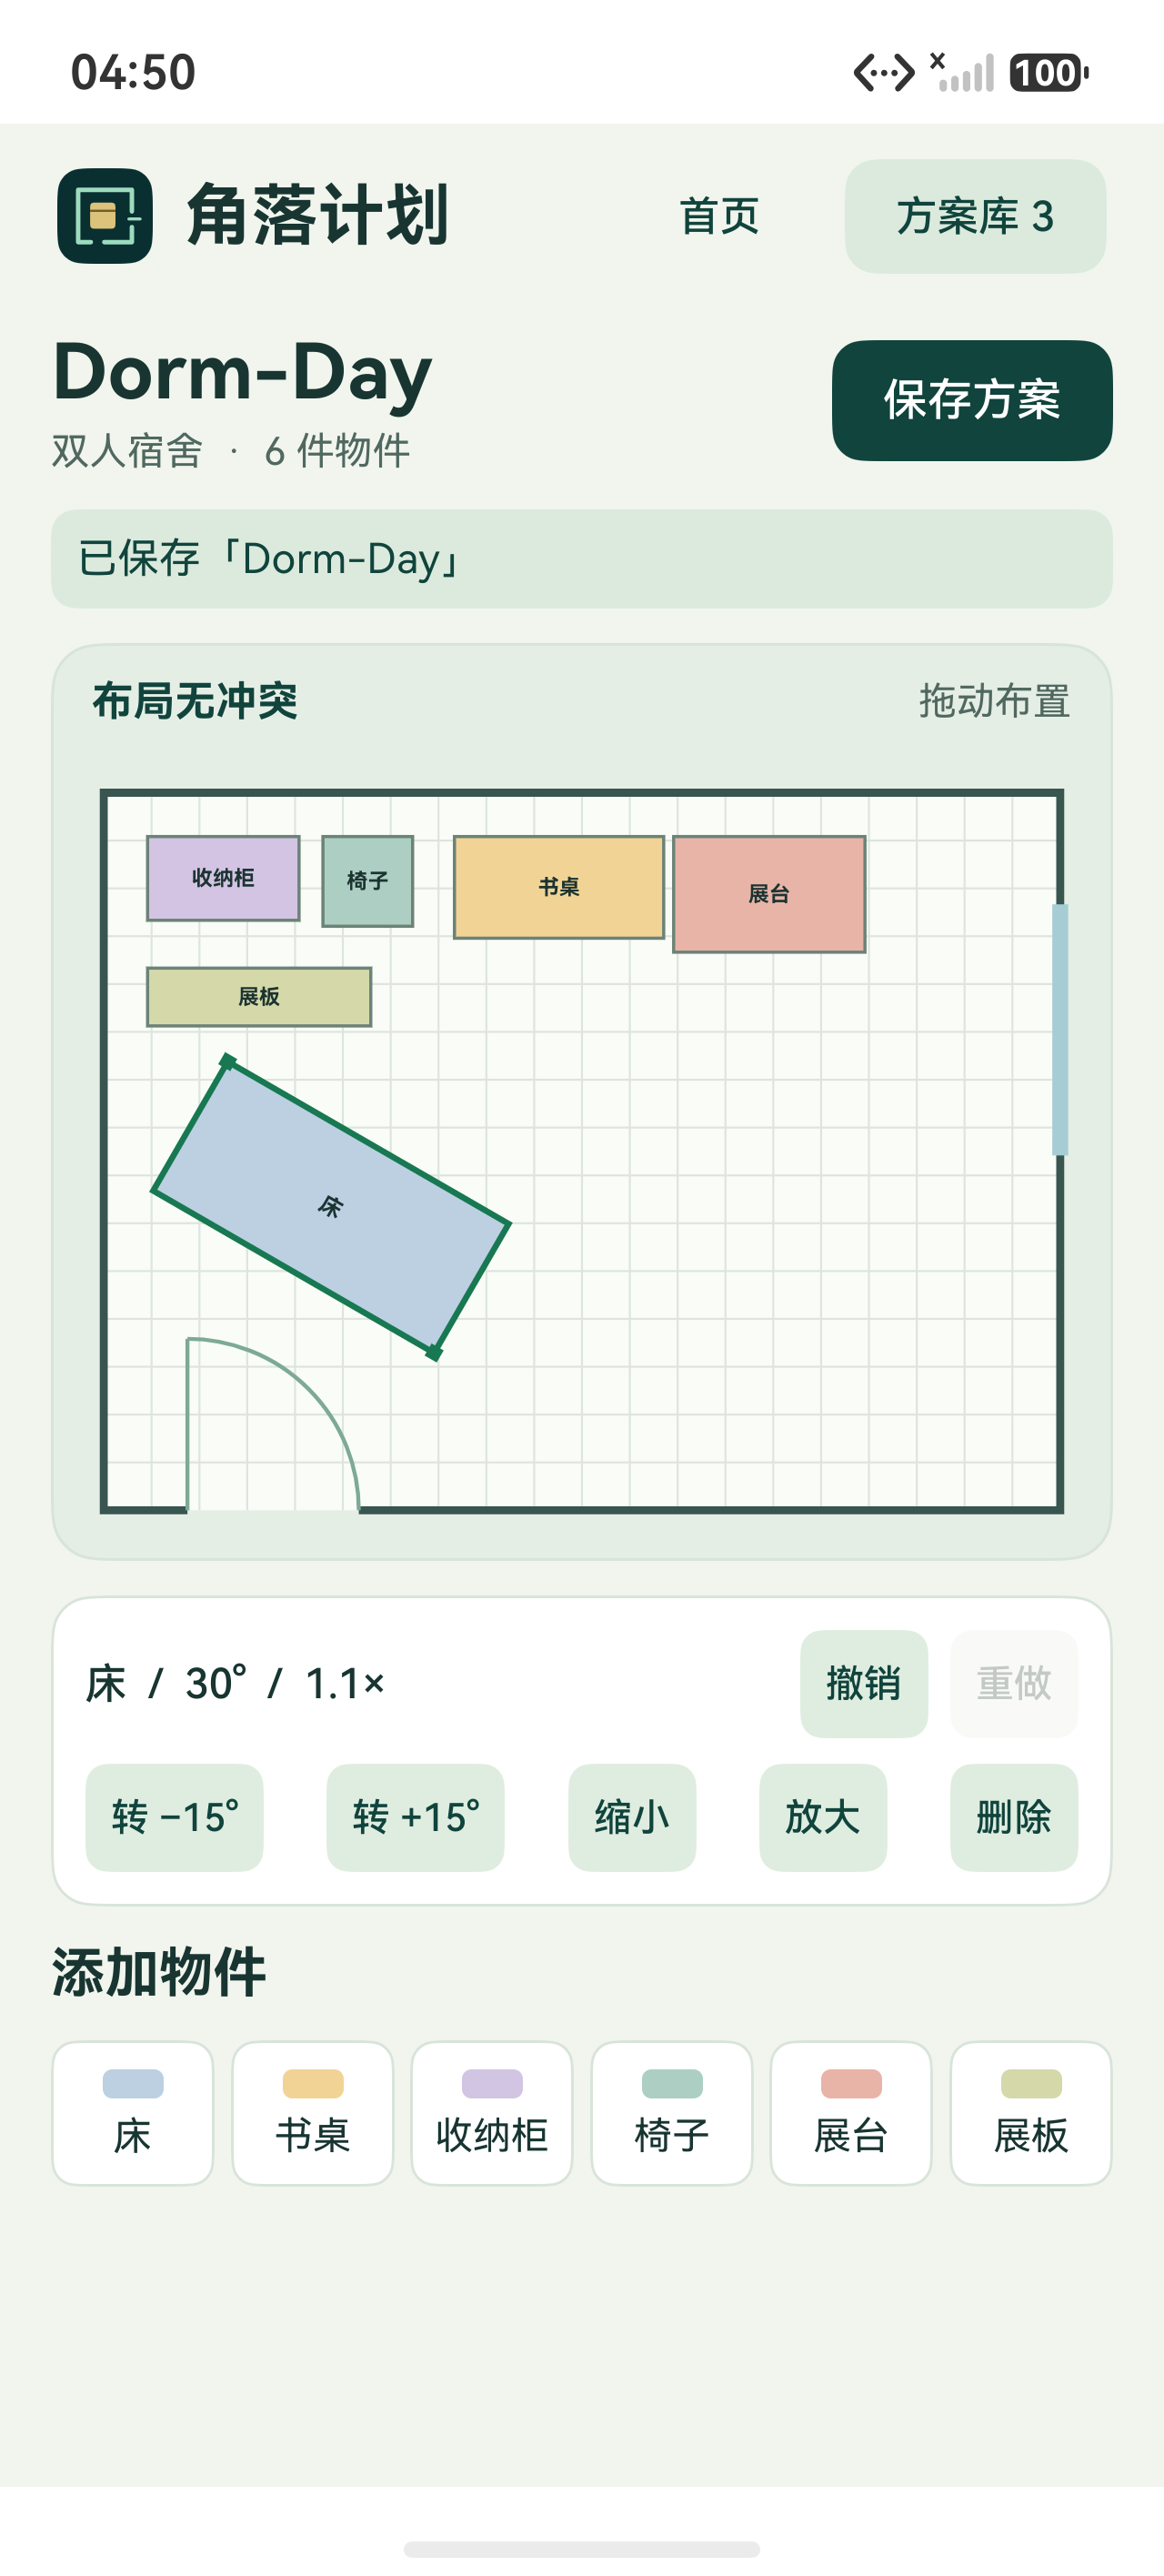 04:50
100
角落计划
首页
方案库 3
Dorm-Day
保存方案
双人宿舍 · 6 件物件
已保存「Dorm-Day」
布局无冲突
拖动布置
收纳柜
椅子
书桌
展台
展板
床
床 / 30° / 1.1×
撤销
重做
转 −15°
转 +15°
缩小
放大
删除
添加物件
床
书桌
收纳柜
椅子
展台
展板